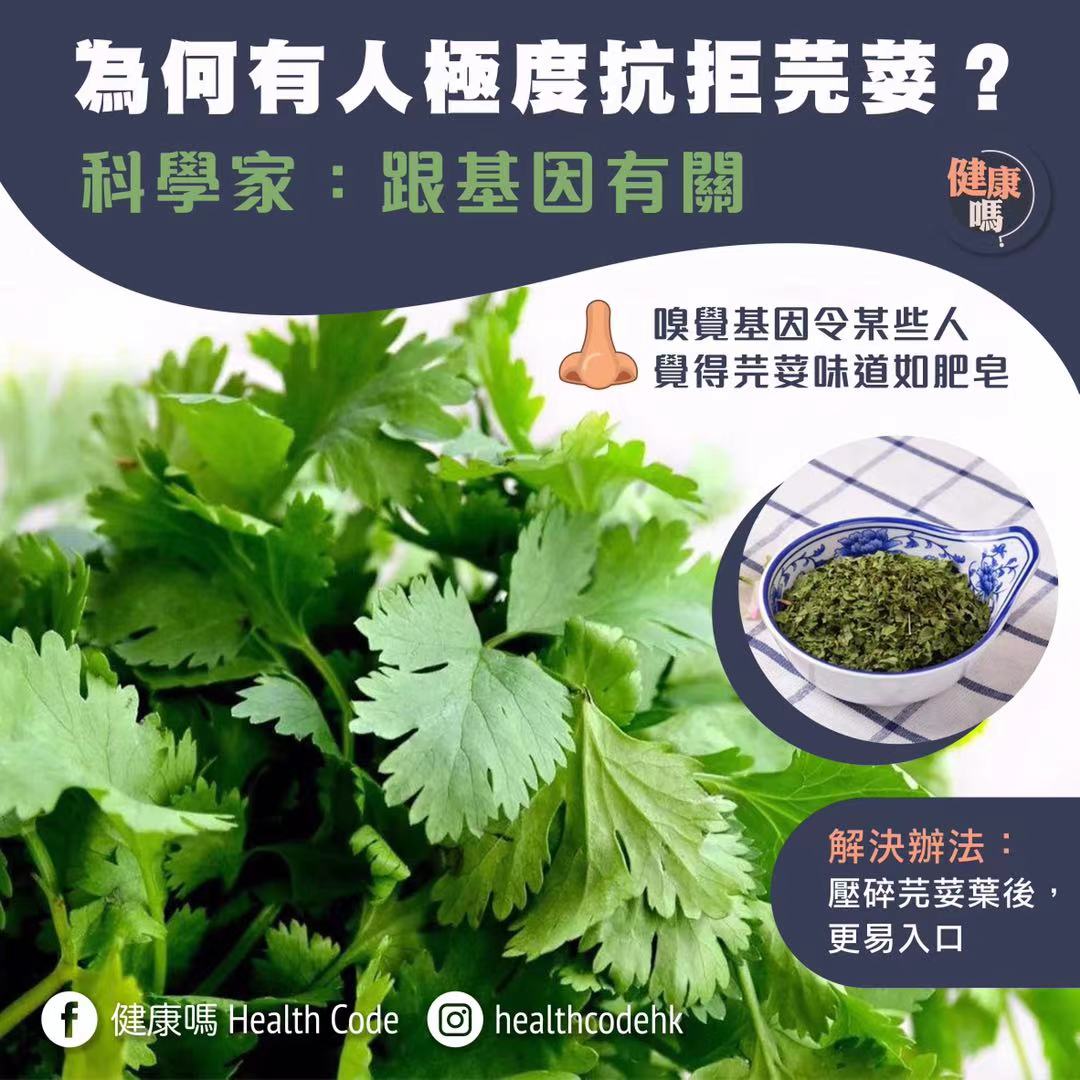 為何有人極度抗拒芫荽？
科學家：跟基因有關
健康
嗎
嗅覺基因令某些人
覺得芫荽味道如肥皂
解決辦法：
壓碎芫荽葉後，
更易入口
健康嗎 Health Code
healthcodehk